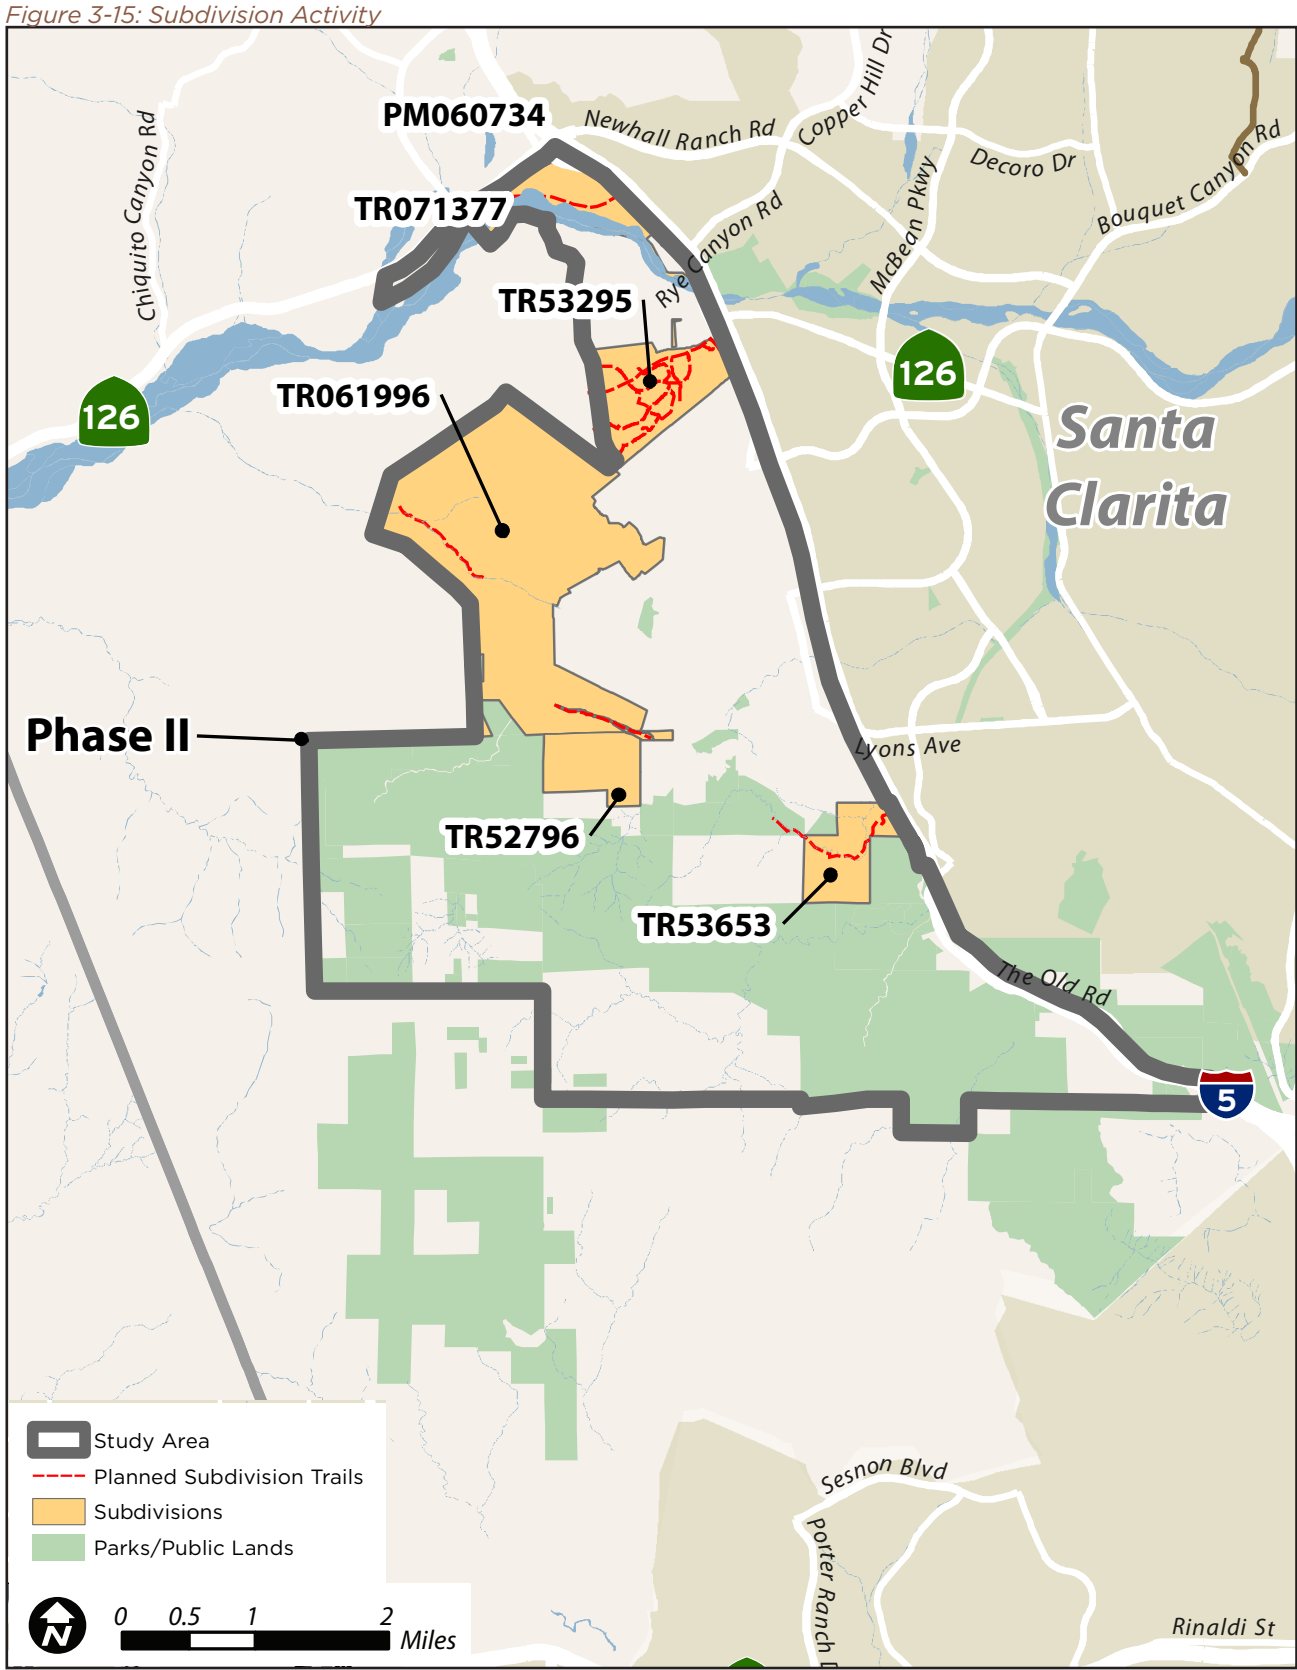 Figure 3-15: Subdivision Activity
PM060734
Newhall Ranch Rd
Copper Hill Dr
Decoro Dr
Bouquet Canyon Rd
Chiquito Canyon Rd
McBean Pkwy
TR071377
Rye Canyon Rd
TR53295
TR061996
126
126
Santa
Clarita
Phase II
Lyons Ave
TR52796
TR53653
The Old Rd
5
Study Area
Planned Subdivision Trails
Subdivisions
Parks/Public Lands
Sesnon Blvd
Porter Ranch D
Rinaldi St
N
0 0.5 1 2
Miles